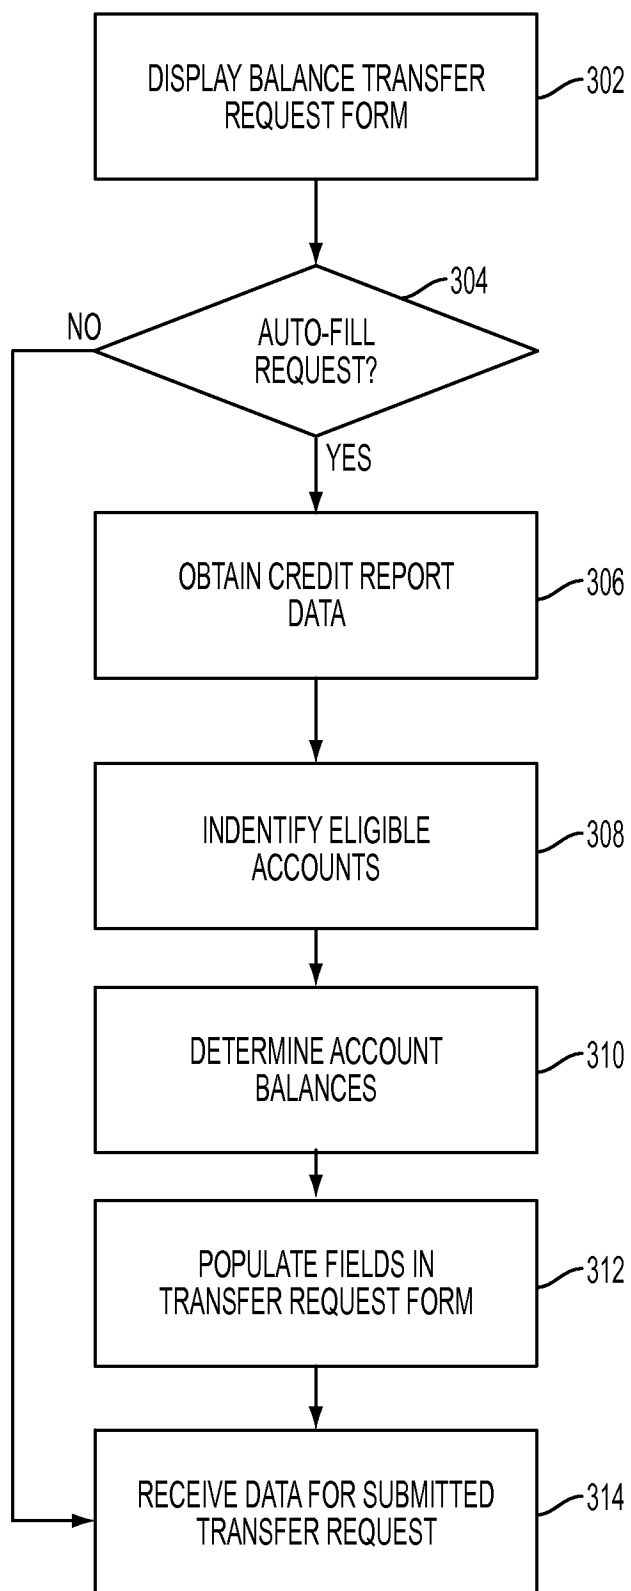 DISPLAY BALANCE TRANSFER
REQUEST FORM
302
304
NO
AUTO-FILL
REQUEST?
YES
OBTAIN CREDIT REPORT
DATA
306
INDENTIFY ELIGIBLE
ACCOUNTS
308
DETERMINE ACCOUNT
BALANCES
310
POPULATE FIELDS IN
TRANSFER REQUEST FORM
312
RECEIVE DATA FOR SUBMITTED
TRANSFER REQUEST
314